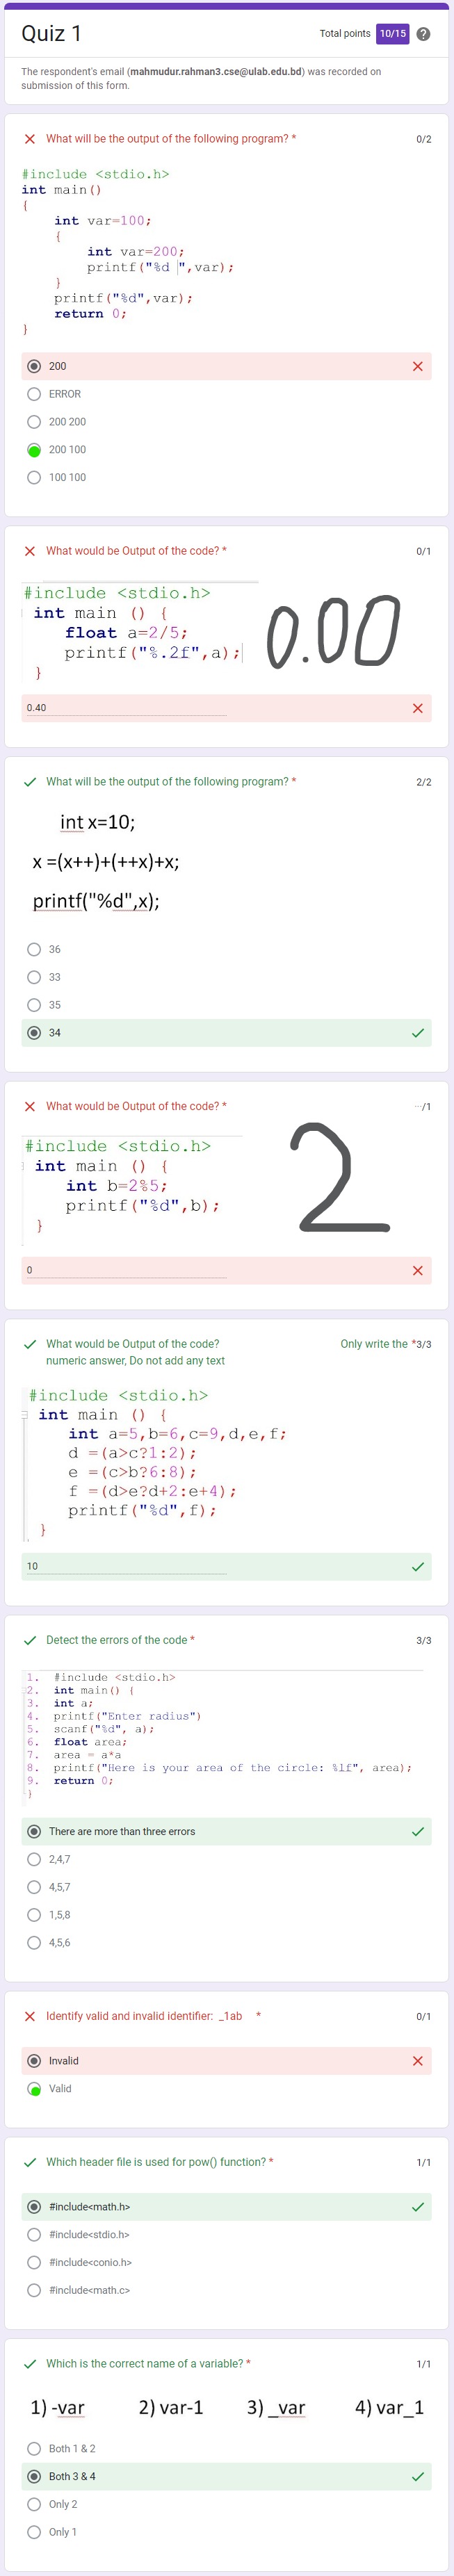 Quiz 1
Total points 10/15
The respondent's email (mahmudur.rahman3.cse@ulab.edu.bd) was recorded on
submission of this form.
What will be the output of the following program? *
0/2
#include <stdio.h>
int main()
{
int var=100;
{
int var=200;
printf("%d |",var);
}
printf("%d",var);
return 0;
}
200
ERROR
200 200
200 100
100 100
What would be Output of the code? *
0/1
#include <stdio.h>
int main () {
float a=2/5;
printf("%.2f",a);
}
0.00
0.40
What will be the output of the following program? *
2/2
int x=10;
x =(x++)+(++x)+x;
printf("%d",x);
36
33
35
34
What would be Output of the code? *
···/1
#include <stdio.h>
int main () {
int b=2%5;
printf("%d",b);
}
2
0
What would be Output of the code? Only write the *3/3
numeric answer, Do not add any text
#include <stdio.h>
int main () {
int a=5,b=6,c=9,d,e,f;
d =(a>c?1:2);
e =(c>b?6:8);
f =(d>e?d+2:e+4);
printf("%d",f);
}
10
Detect the errors of the code *
3/3
1. #include <stdio.h>
2. int main() {
3. int a;
4. printf("Enter radius")
5. scanf("%d", a);
6. float area;
7. area = a*a
8. printf("Here is your area of the circle: %lf", area);
9. return 0;
}
There are more than three errors
2,4,7
4,5,7
1,5,8
4,5,6
Identify valid and invalid identifier: _1ab *
0/1
Invalid
Valid
Which header file is used for pow() function? *
1/1
#include<math.h>
#include<stdio.h>
#include<conio.h>
#include<math.c>
Which is the correct name of a variable? *
1/1
1) -var 2) var-1 3) _var 4) var_1
Both 1 & 2
Both 3 & 4
Only 2
Only 1